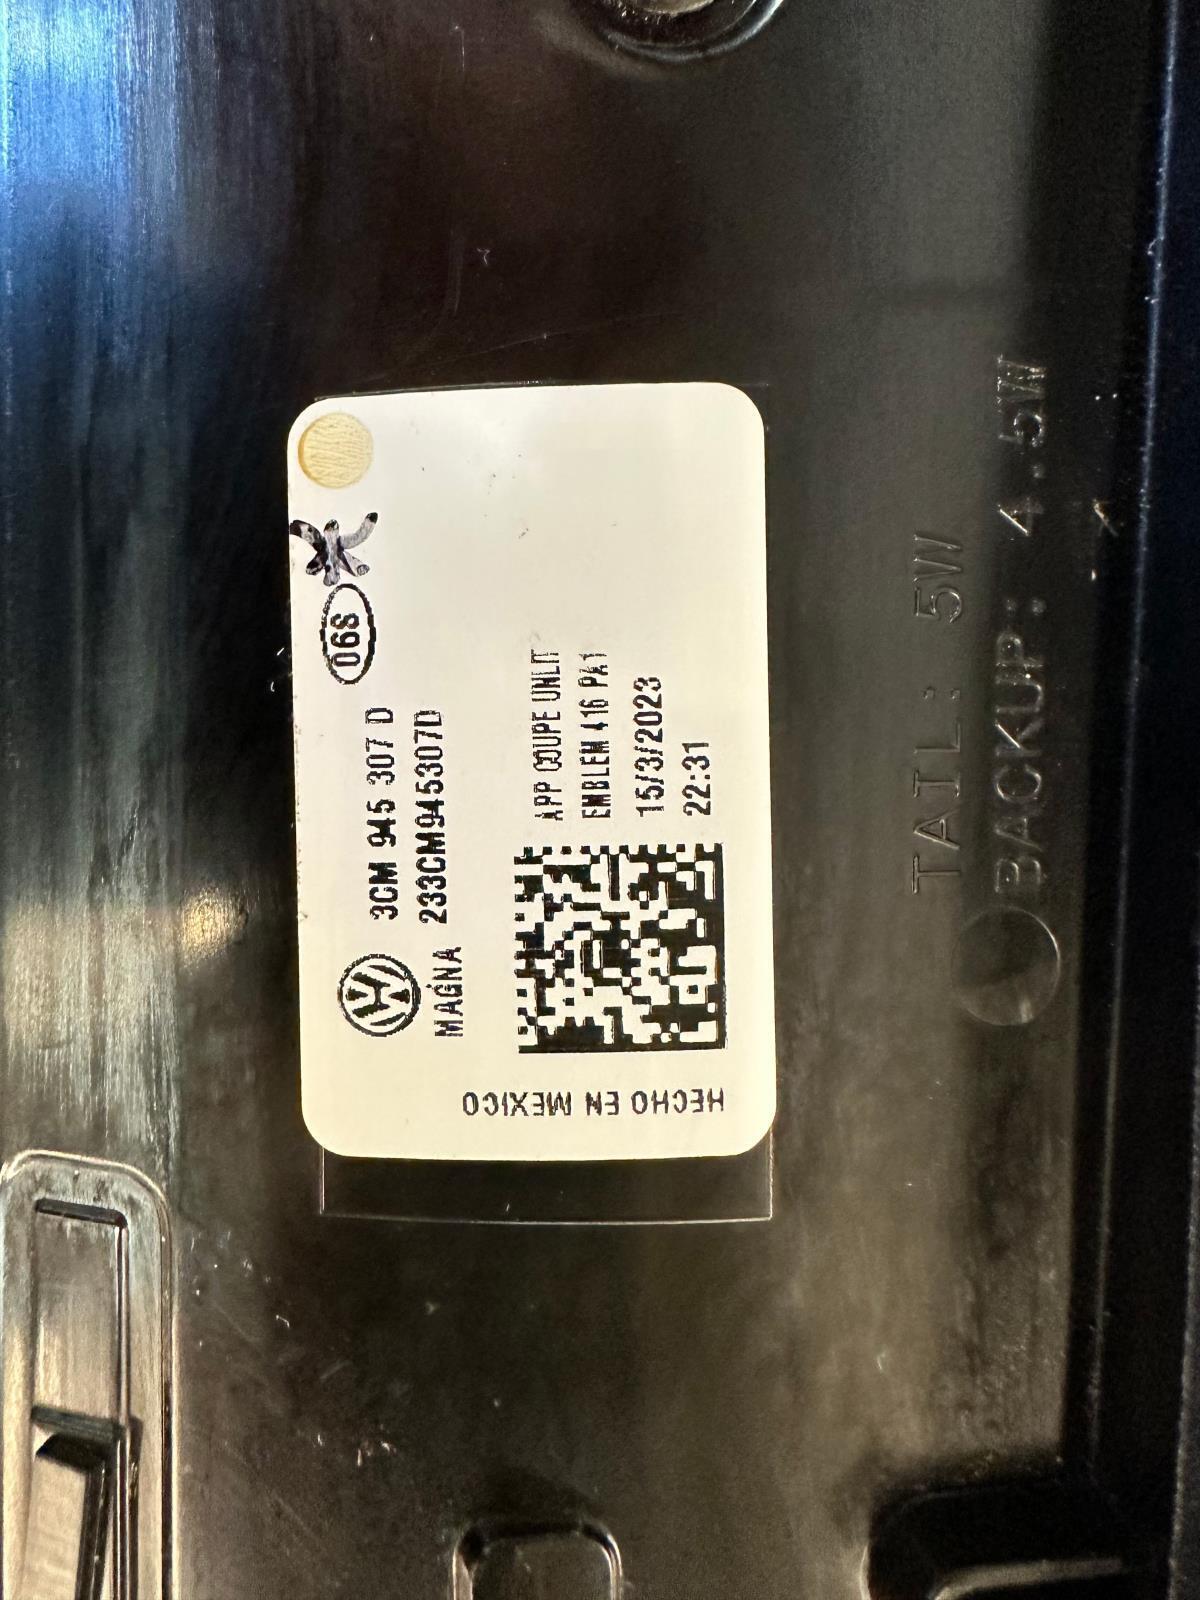 3CM 945 307 D
068
MAGNA 233CM945307D
APP COUPE UNLIT
EMBLEM 416 PA1
15/3/2023
22:31
HECHO EN MEXICO
TAIL: 5W
BACKUP: 4.5W